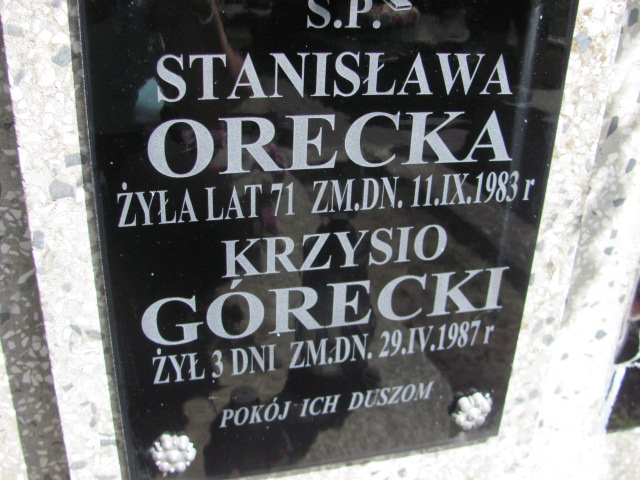 Ś.P.
STANISŁAWA
ORECKA
ŻYŁA LAT 71 ZM.DN. 11.IX.1983 r
KRZYSIO
GÓRECKI
ŻYŁ 3 DNI ZM.DN. 29.IV.1987 r
POKÓJ ICH DUSZOM